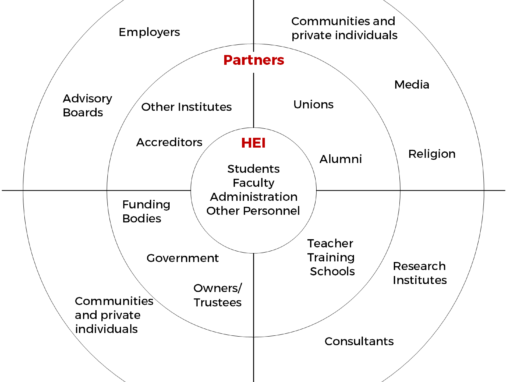 Communities and
private individuals
Employers
Partners
Media
Advisory
Boards
Other Institutes
Unions
Accreditors
HEI
Alumni
Religion
Students
Faculty
Administration
Other Personnel
Funding
Bodies
Government
Teacher
Training
Schools
Research
Institutes
Owners/
Trustees
Communities
and private
individuals
Consultants